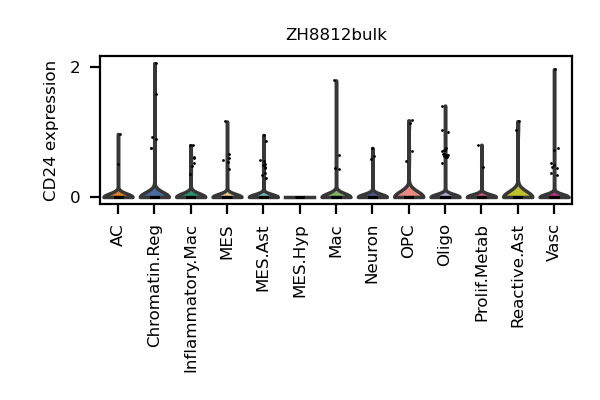 ZH8812bulk
CD24 expression
2
0
AC
Chromatin.Reg
Inflammatory.Mac
MES
MES.Ast
MES.Hyp
Mac
Neuron
OPC
Oligo
Prolif.Metab
Reactive.Ast
Vasc